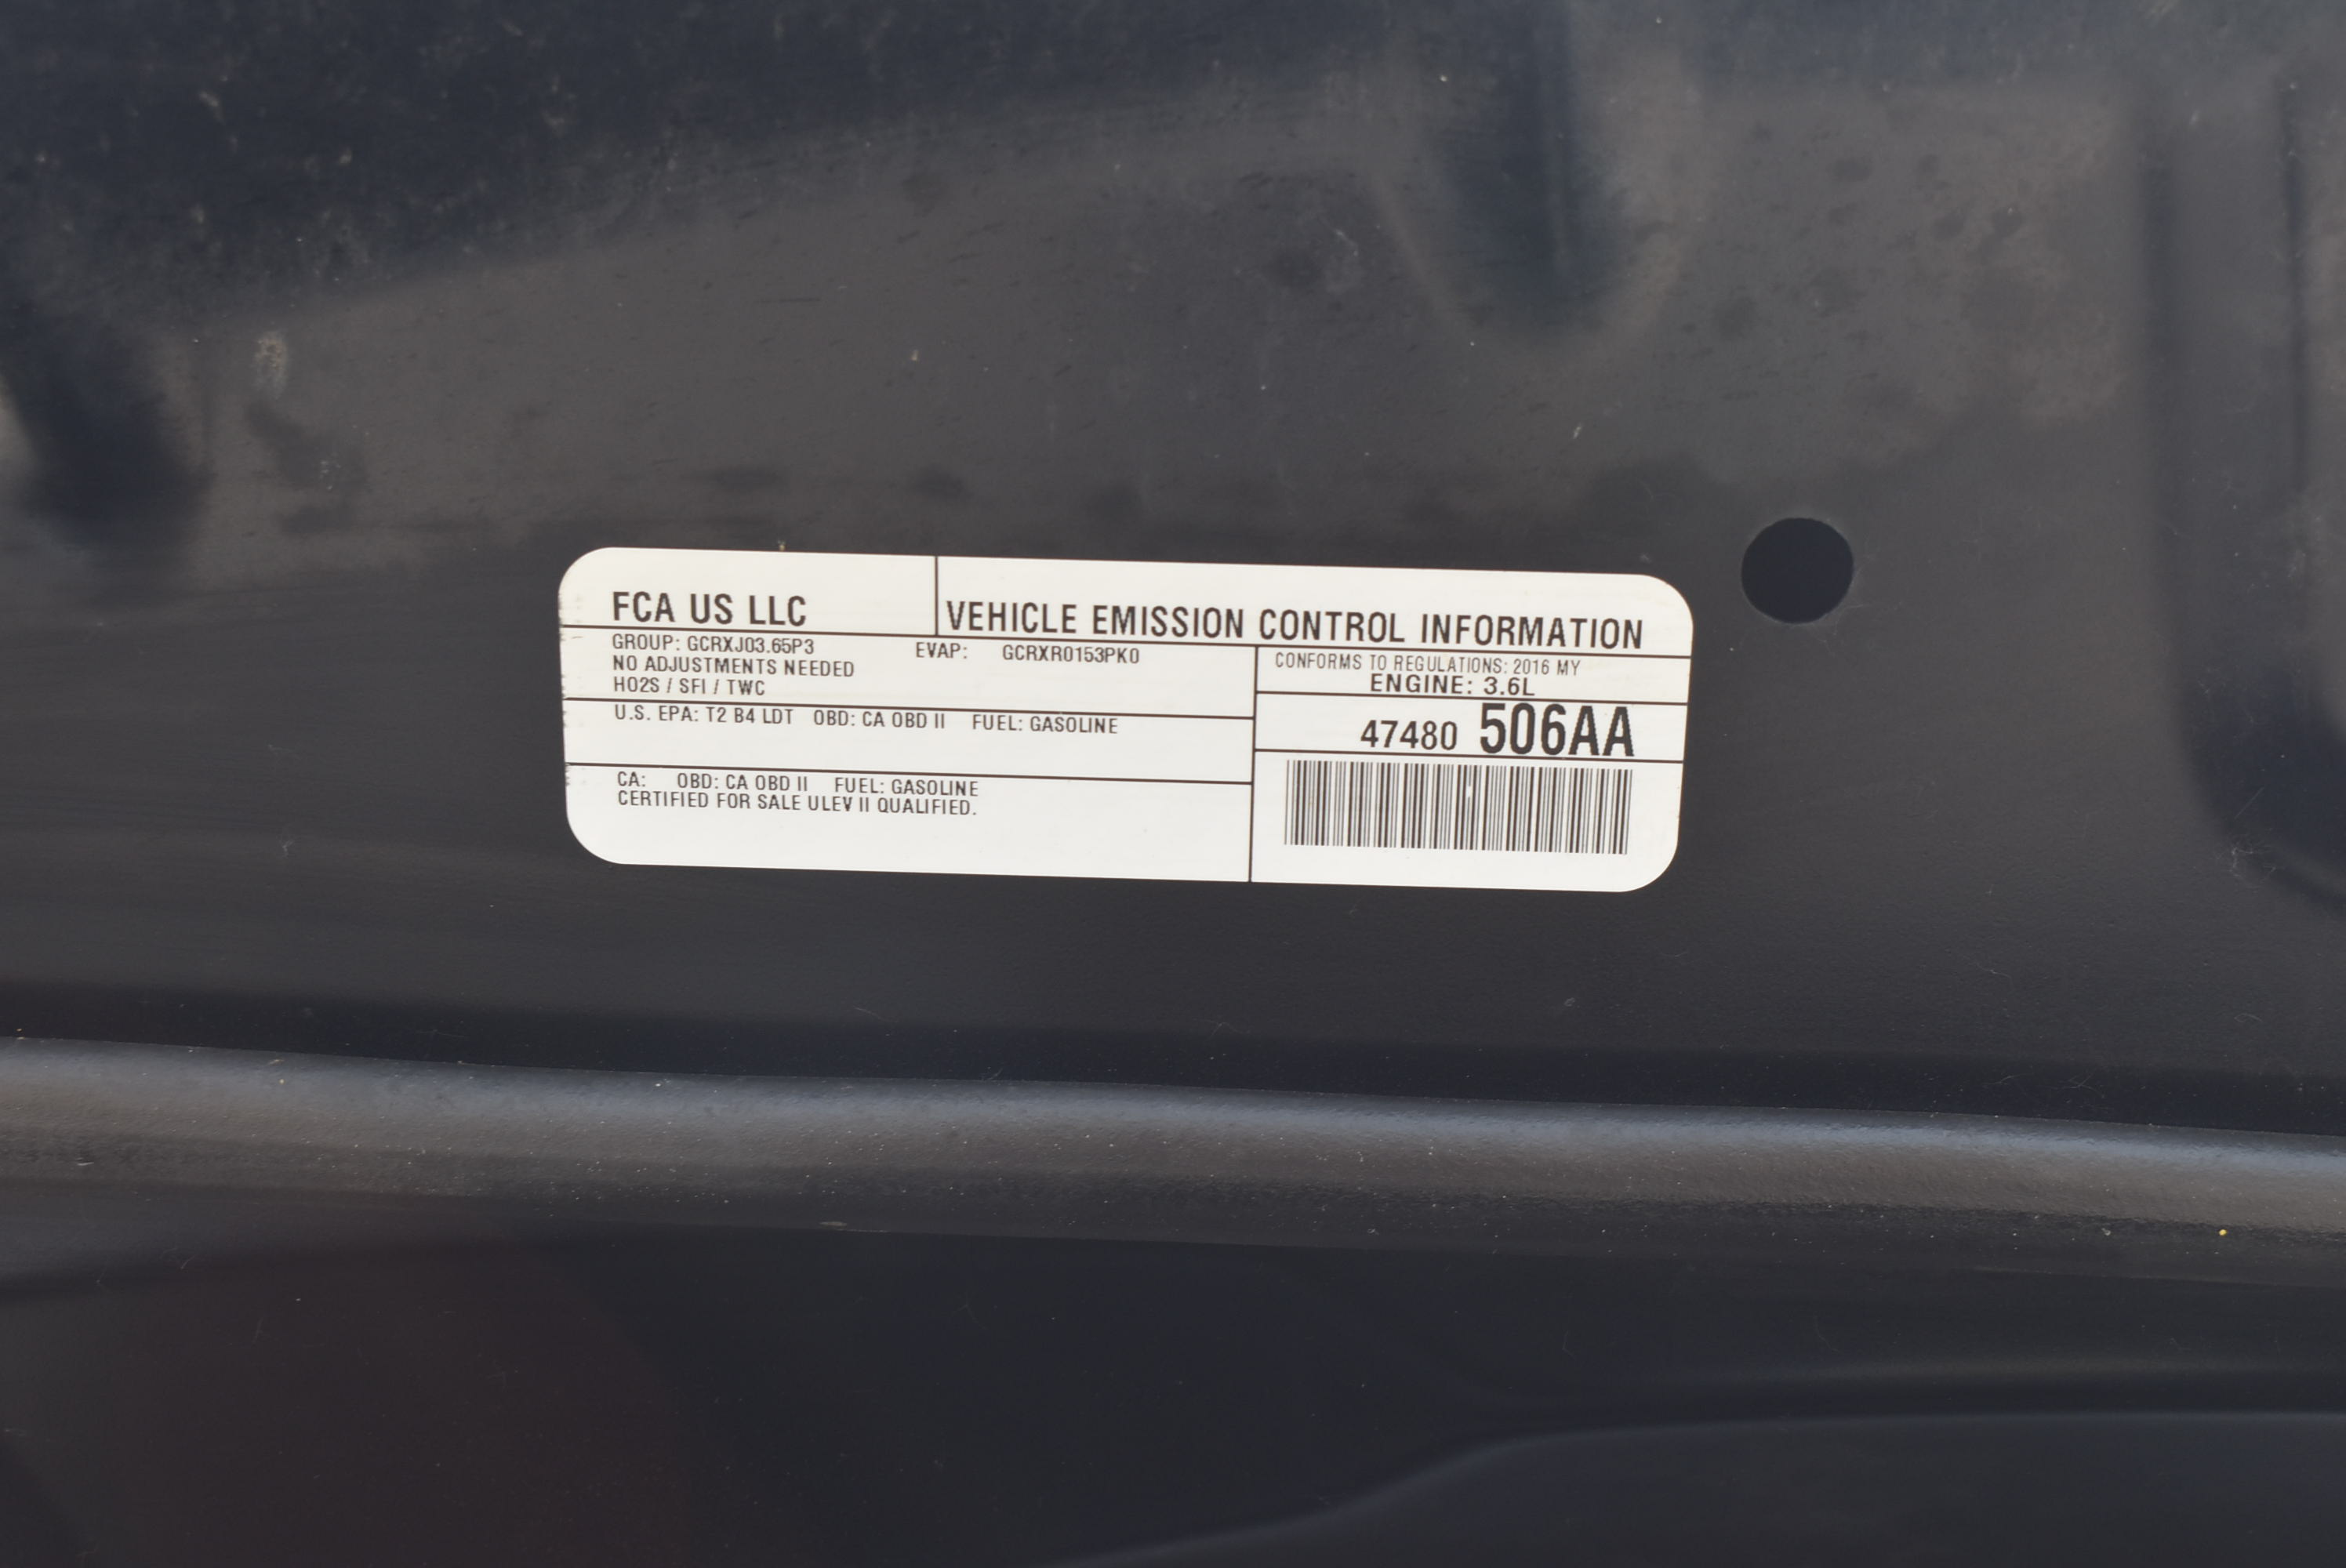 FCA US LLC
VEHICLE EMISSION CONTROL INFORMATION
GROUP: GCRXJ03.65P3 EVAP: GCRXR0153PK0
NO ADJUSTMENTS NEEDED
HO2S / SFI / TWC
CONFORMS TO REGULATIONS: 2016 MY
ENGINE: 3.6L
U.S. EPA: T2 B4 LDT OBD: CA OBD II FUEL: GASOLINE
47480 506AA
CA: OBD: CA OBD II FUEL: GASOLINE
CERTIFIED FOR SALE ULEV II QUALIFIED.